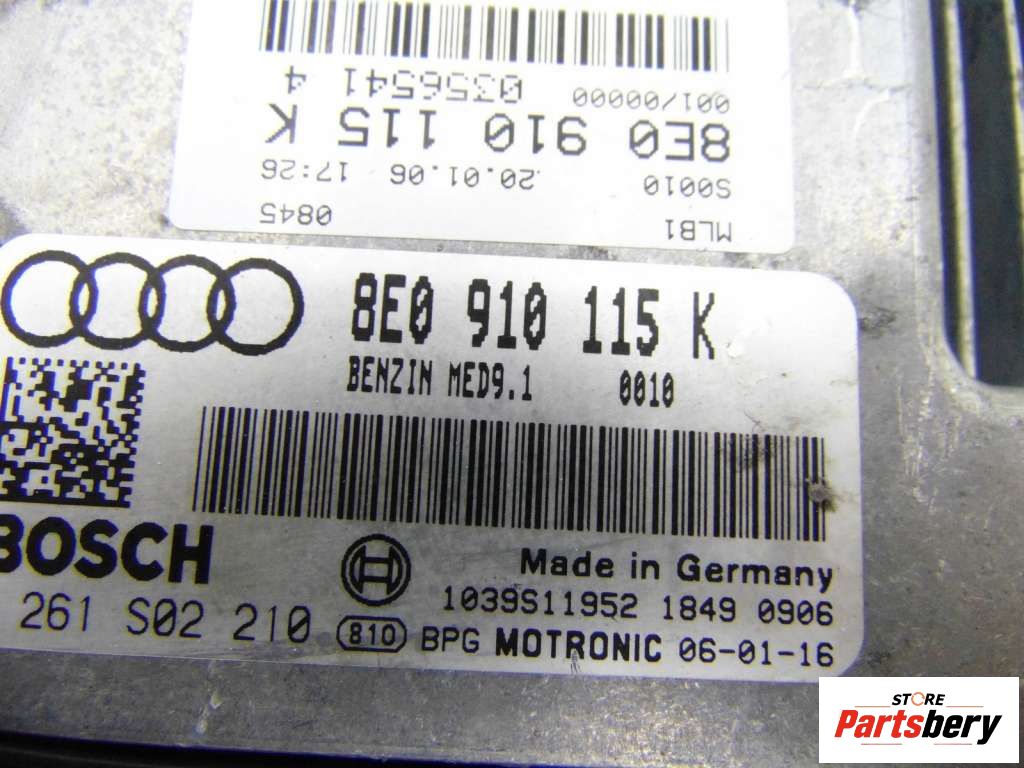 MLB1 0845
S0010 20.01.06 17:26
8E0 910 115 K
001/00000 0356541 4
8E0 910 115 K
BENZIN MED9.1 0010
BOSCH
Made in Germany
1039S11952 1849 0906
261 S02 210 810 BPG MOTRONIC 06-01-16
STORE
Partsbery